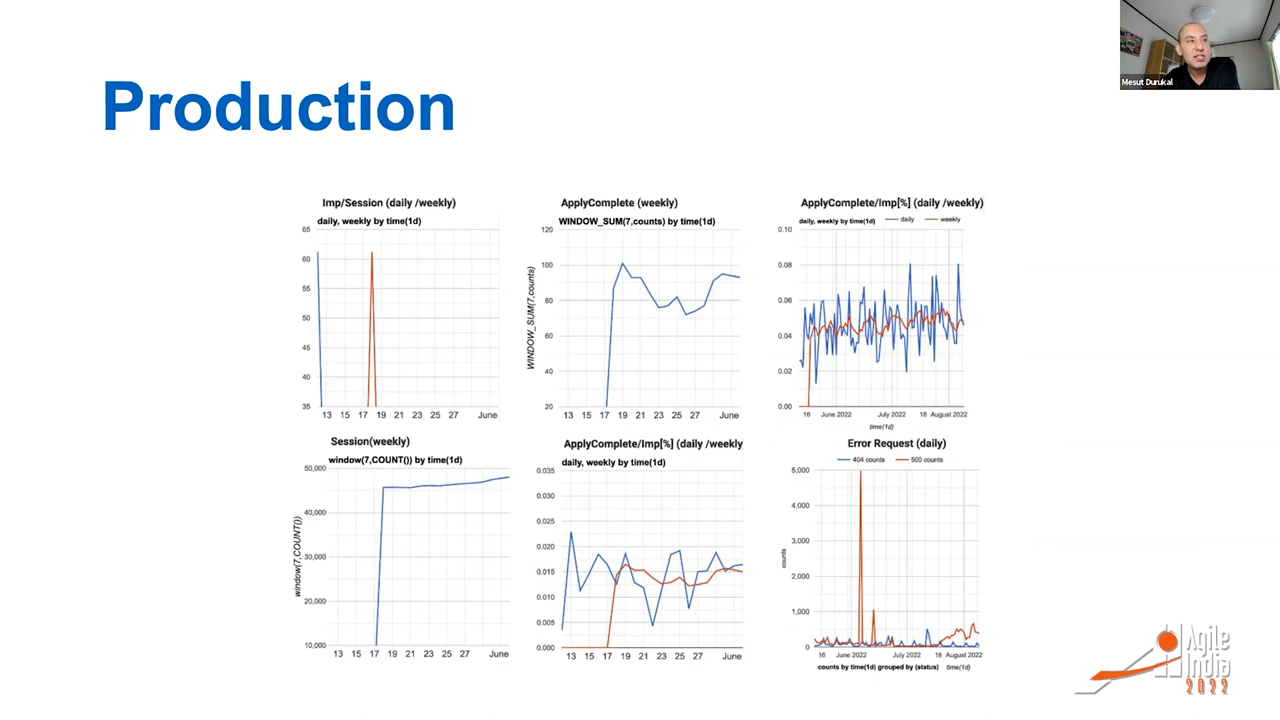 Mesut Durukal
Production
Imp/Session (daily /weekly)
daily, weekly by time(1d)
65
60
55
50
45
40
35
13 15 17 19 21 23 25 27 June
ApplyComplete (weekly)
WINDOW_SUM(7,counts) by time(1d)
WINDOW_SUM(7,counts)
120
100
80
60
40
20
13 15 17 19 21 23 25 27 June
ApplyComplete/Imp[%] (daily /weekly)
daily, weekly by time(1d) daily weekly
0.10
0.08
0.06
0.04
0.02
0.00
16 June 2022 July 2022 18 August 2022
time(1d)
Session(weekly)
window(7,COUNT()) by time(1d)
window(7,COUNT())
50,000
40,000
30,000
20,000
10,000
13 15 17 19 21 23 25 27 June
ApplyComplete/Imp[%] (daily /weekly
daily, weekly by time(1d)
0.035
0.030
0.025
0.020
0.015
0.010
0.005
0.000
13 15 17 19 21 23 25 27 June
Error Request (daily)
404 counts 500 counts
counts
5,000
4,000
3,000
2,000
1,000
0
16 June 2022 July 2022 18 August 2022
counts by time(1d) grouped by (status) time(1d)
Agile
India
2022